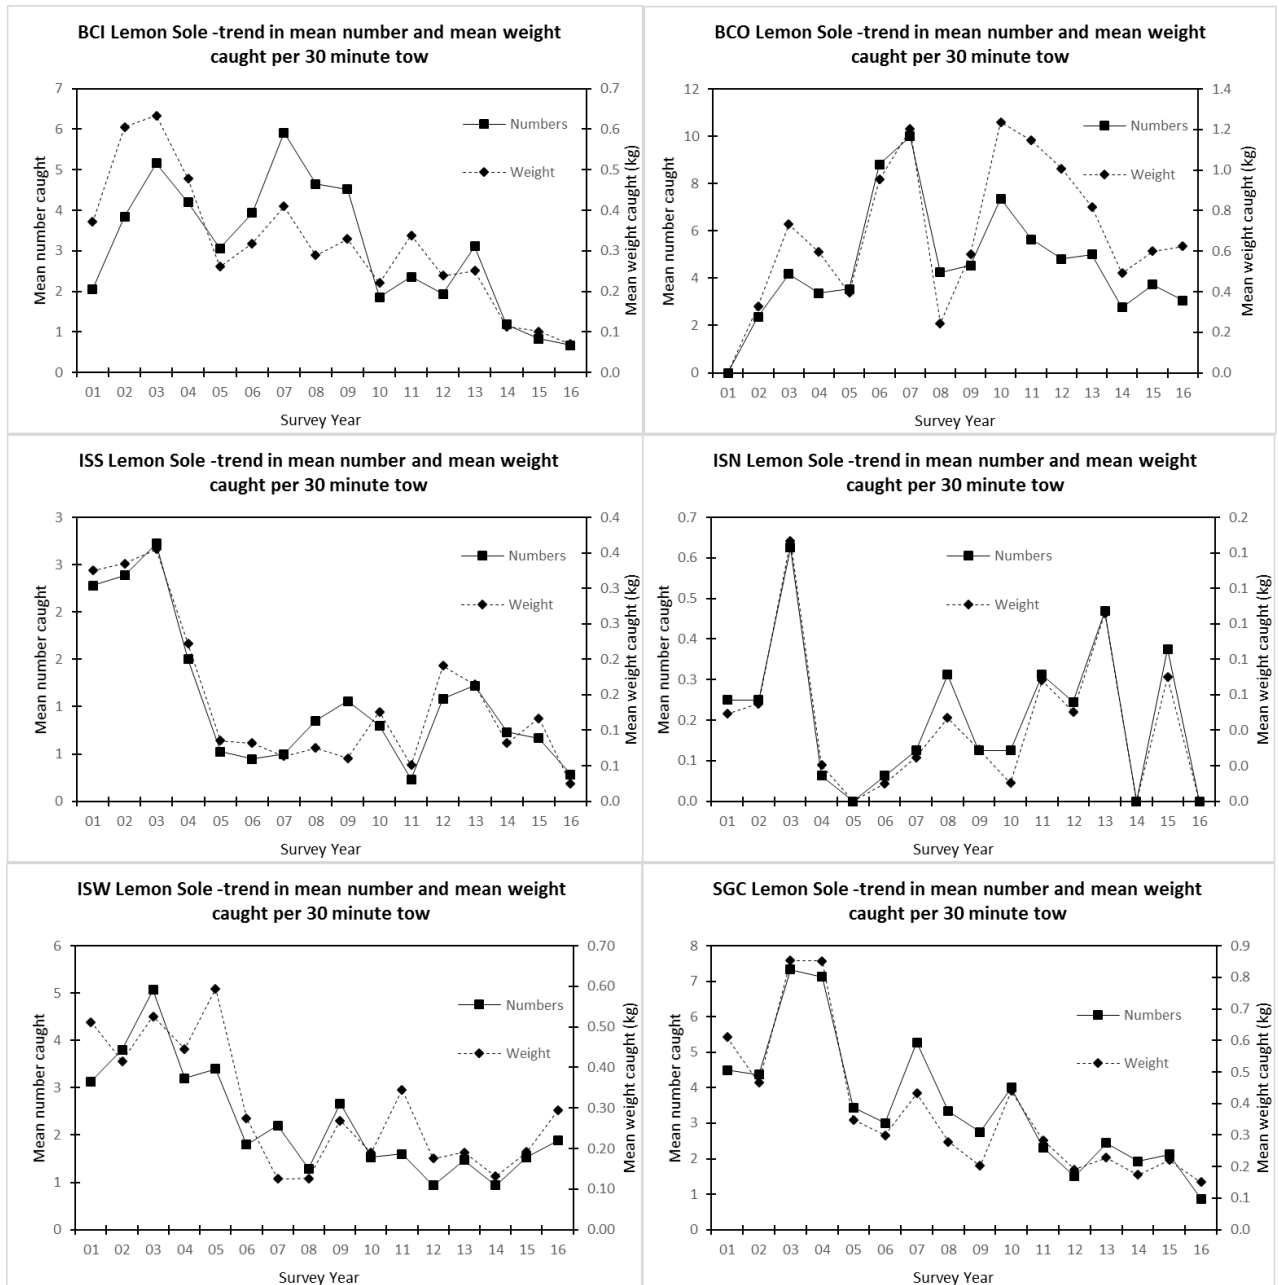 BCI Lemon Sole -trend in mean number and mean weight
caught per 30 minute tow
7
6
5
4
3
2
1
0
0.7
0.6
0.5
0.4
0.3
0.2
0.1
0.0
Mean number caught
Mean weight caught (kg)
Numbers
Weight
01 02 03 04 05 06 07 08 09 10 11 12 13 14 15 16
Survey Year
BCO Lemon Sole -trend in mean number and mean weight
caught per 30 minute tow
12
10
8
6
4
2
0
1.4
1.2
1.0
0.8
0.6
0.4
0.2
0.0
Mean number caught
Mean weight caught (kg)
Numbers
Weight
01 02 03 04 05 06 07 08 09 10 11 12 13 14 15 16
Survey Year
ISS Lemon Sole -trend in mean number and mean weight
caught per 30 minute tow
3
3
2
2
1
1
0
0.4
0.4
0.3
0.3
0.2
0.2
0.1
0.1
0.0
Mean number caught
Mean weight caught (kg)
Numbers
Weight
01 02 03 04 05 06 07 08 09 10 11 12 13 14 15 16
Survey Year
ISN Lemon Sole -trend in mean number and mean weight
caught per 30 minute tow
0.7
0.6
0.5
0.4
0.3
0.2
0.1
0.0
0.2
0.1
0.1
0.1
0.1
0.1
0.0
0.0
0.0
Mean number caught
Mean weight caught (kg)
Numbers
Weight
01 02 03 04 05 06 07 08 09 10 11 12 13 14 15 16
Survey Year
ISW Lemon Sole -trend in mean number and mean weight
caught per 30 minute tow
6
5
4
3
2
1
0
0.70
0.60
0.50
0.40
0.30
0.20
0.10
0.00
Mean number caught
Mean weight caught (kg)
Numbers
Weight
01 02 03 04 05 06 07 08 09 10 11 12 13 14 15 16
Survey Year
SGC Lemon Sole -trend in mean number and mean weight
caught per 30 minute tow
8
7
6
5
4
3
2
1
0
0.9
0.8
0.7
0.6
0.5
0.4
0.3
0.2
0.1
0.0
Mean number caught
Mean weight caught (kg)
Numbers
Weight
01 02 03 04 05 06 07 08 09 10 11 12 13 14 15 16
Survey Year